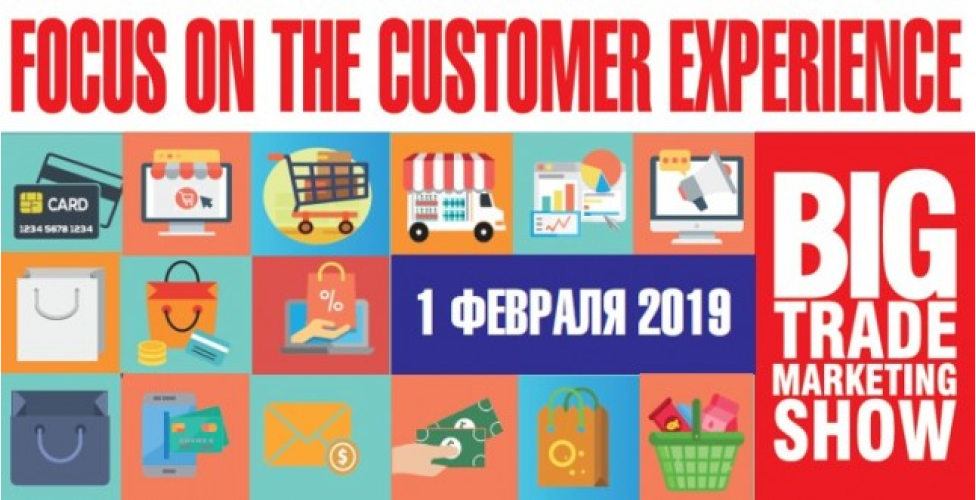 FOCUS ON THE CUSTOMER EXPERIENCE
CARD
1234 5678 1234
%
1 ФЕВРАЛЯ 2019
BIG
TRADE
MARKETING
SHOW
$